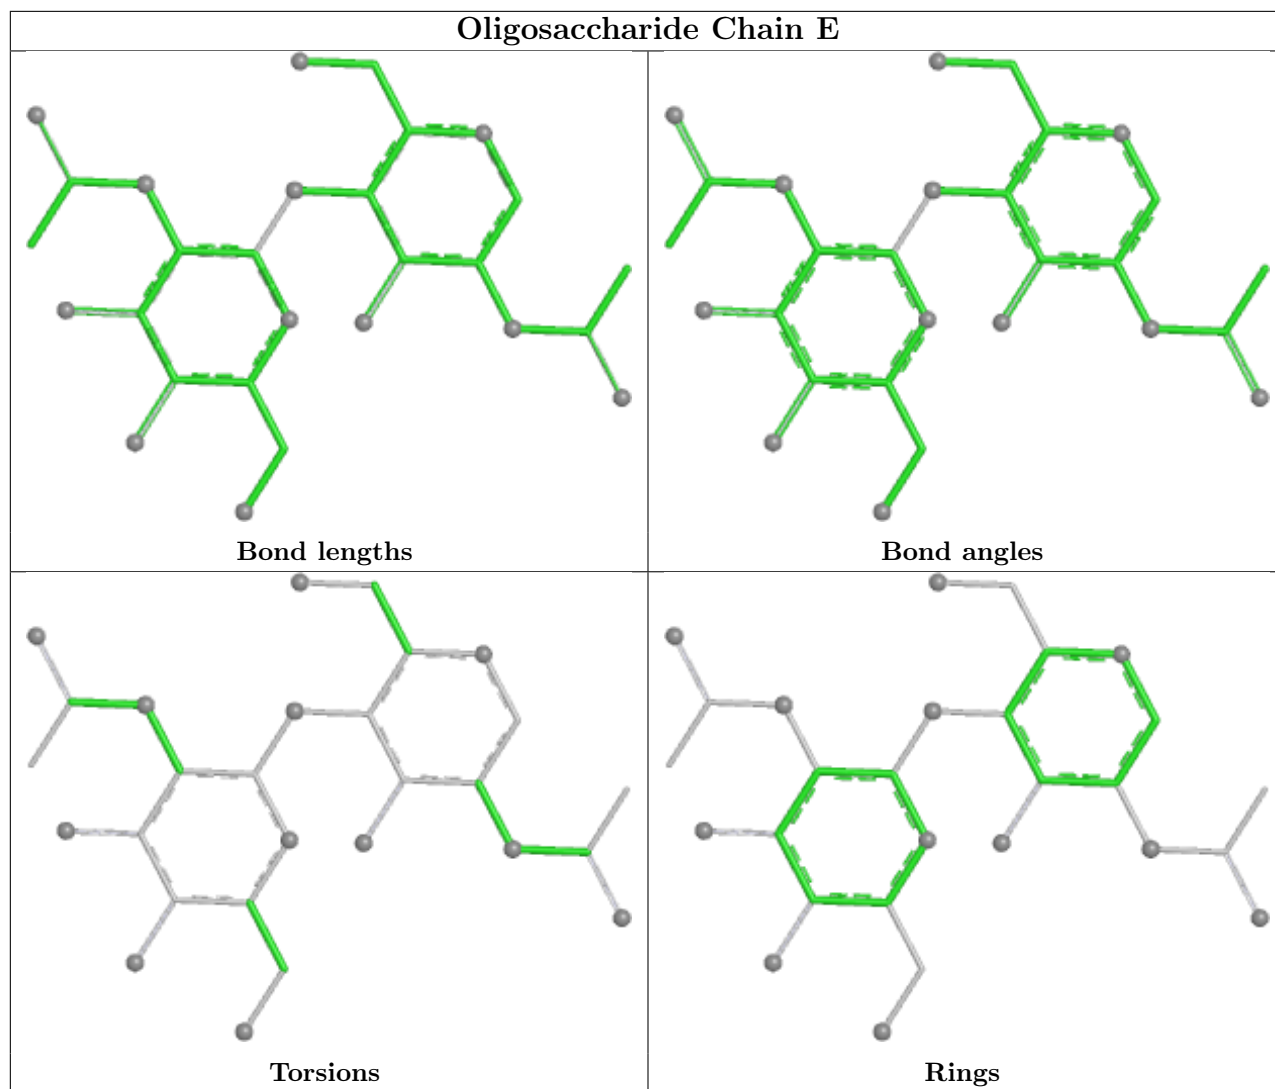 Oligosaccharide Chain E
Bond lengths
Bond angles
Torsions
Rings